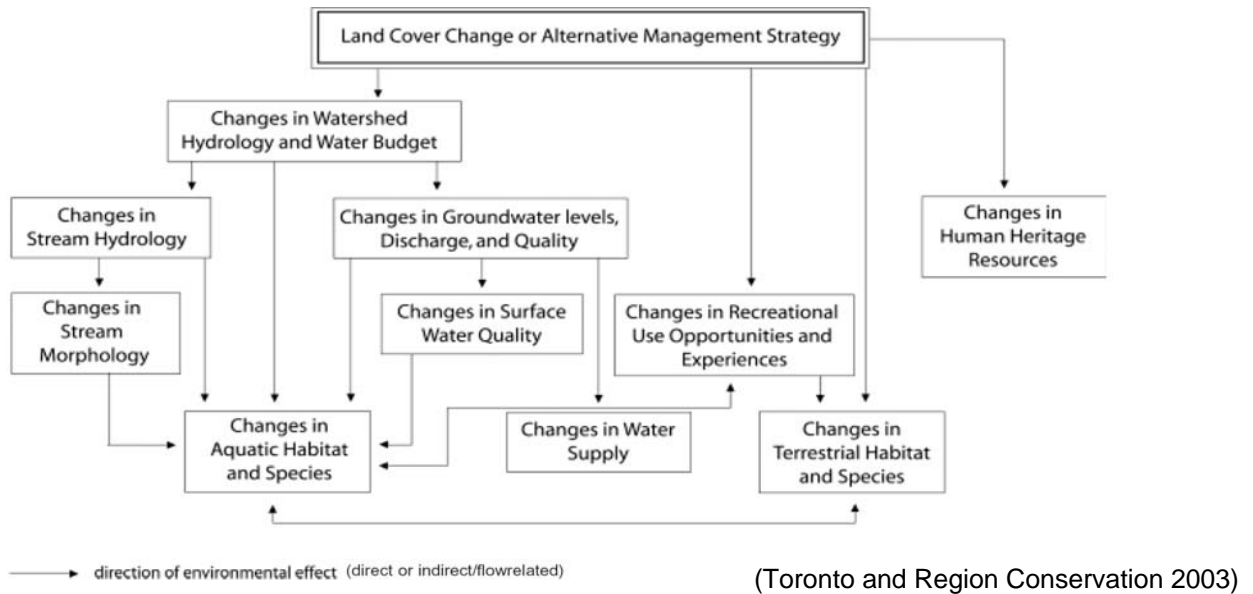 Land Cover Change or Alternative Management Strategy
Changes in Watershed
Hydrology and Water Budget
Changes in
Stream Hydrology
Changes in Groundwater levels,
Discharge, and Quality
Changes in
Human Heritage
Resources
Changes in
Stream
Morphology
Changes in Surface
Water Quality
Changes in Recreational
Use Opportunities and
Experiences
Changes in
Aquatic Habitat
and Species
Changes in Water
Supply
Changes in
Terrestrial Habitat
and Species
direction of environmental effect (direct or indirect/flowrelated)
(Toronto and Region Conservation 2003)